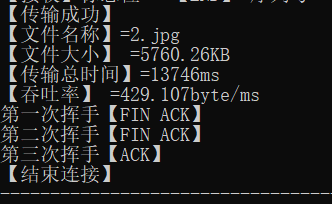 【传输成功】
【文件名称】=2.jpg
【文件大小】 =5760.26KB
【传输总时间】=13746ms
【吞吐率】 =429.107byte/ms
第一次挥手【FIN ACK】
第二次挥手【FIN ACK】
第三次挥手【ACK】
【结束连接】